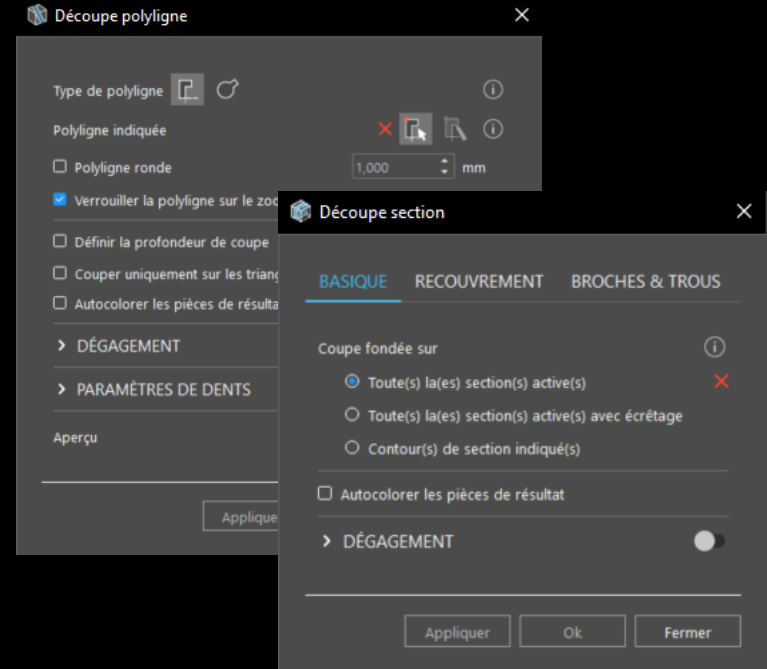 Découpe polyligne
Type de polyligne
Polyligne indiquée
Polyligne ronde 1,000 mm
Verrouiller la polyligne sur le
Définir la profondeur de coupe
Couper uniquement sur les
Autocolorer les pièces de
DÉGAGEMENT
PARAMÈTRES DE DENTS
Aperçu
Découpe section
BASIQUE RECOUVREMENT BROCHES & TROUS
Coupe fondée sur
Toute(s) la(es) section(s) active(s)
Toute(s) la(es) section(s) active(s) avec écrêtage
Contour(s) de section indiqué(s)
Autocolorer les pièces de résultat
DÉGAGEMENT
Appliquer Ok Fermer